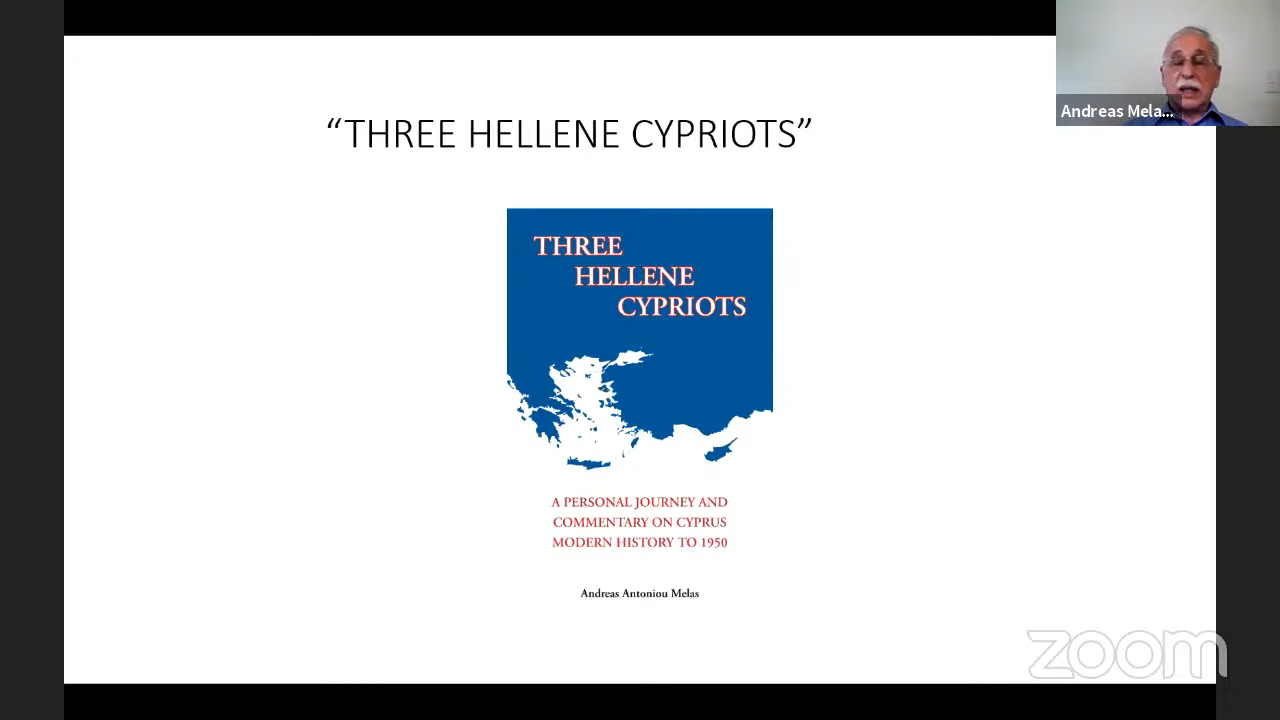 “THREE HELLENE CYPRIOTS”
Andreas Mela...
THREE
HELLENE
CYPRIOTS
A PERSONAL JOURNEY AND
COMMENTARY ON CYPRUS
MODERN HISTORY TO 1950
Andreas Antoniou Melas
zoom